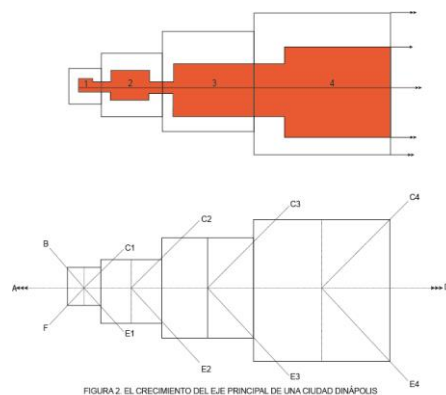 1 2 3 4
C4
C3
C2
B C1
A
F E1
E2
E3
E4
FIGURA 2. EL CRECIMIENTO DEL EJE PRINCIPAL DE UNA CIUDAD DINÁPOLIS